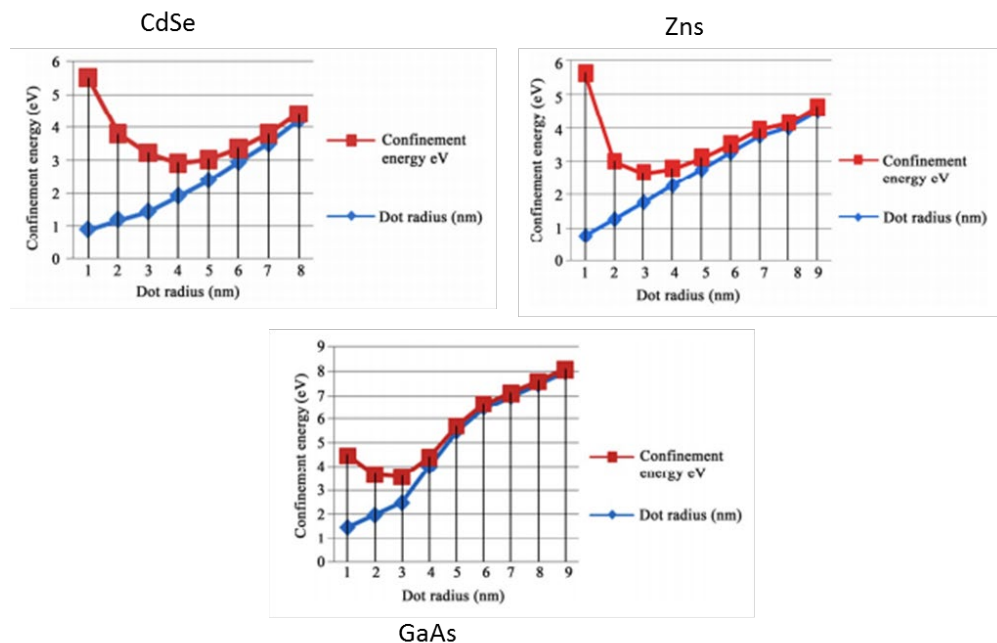 CdSe
Confinement energy (eV)
6
5
4
3
2
1
0
1 2 3 4 5 6 7 8
Dot radius (nm)
Confinement
energy eV
Dot radius (nm)
Zns
Confinement energy (eV)
6
5
4
3
2
1
0
1 2 3 4 5 6 7 8 9
Dot radius (nm)
Confinement
energy eV
Dot radius (nm)
Confinement energy (eV)
9
8
7
6
5
4
3
2
1
0
1 2 3 4 5 6 7 8 9
Dot radius (nm)
Confinement
energy eV
Dot radius (nm)
GaAs